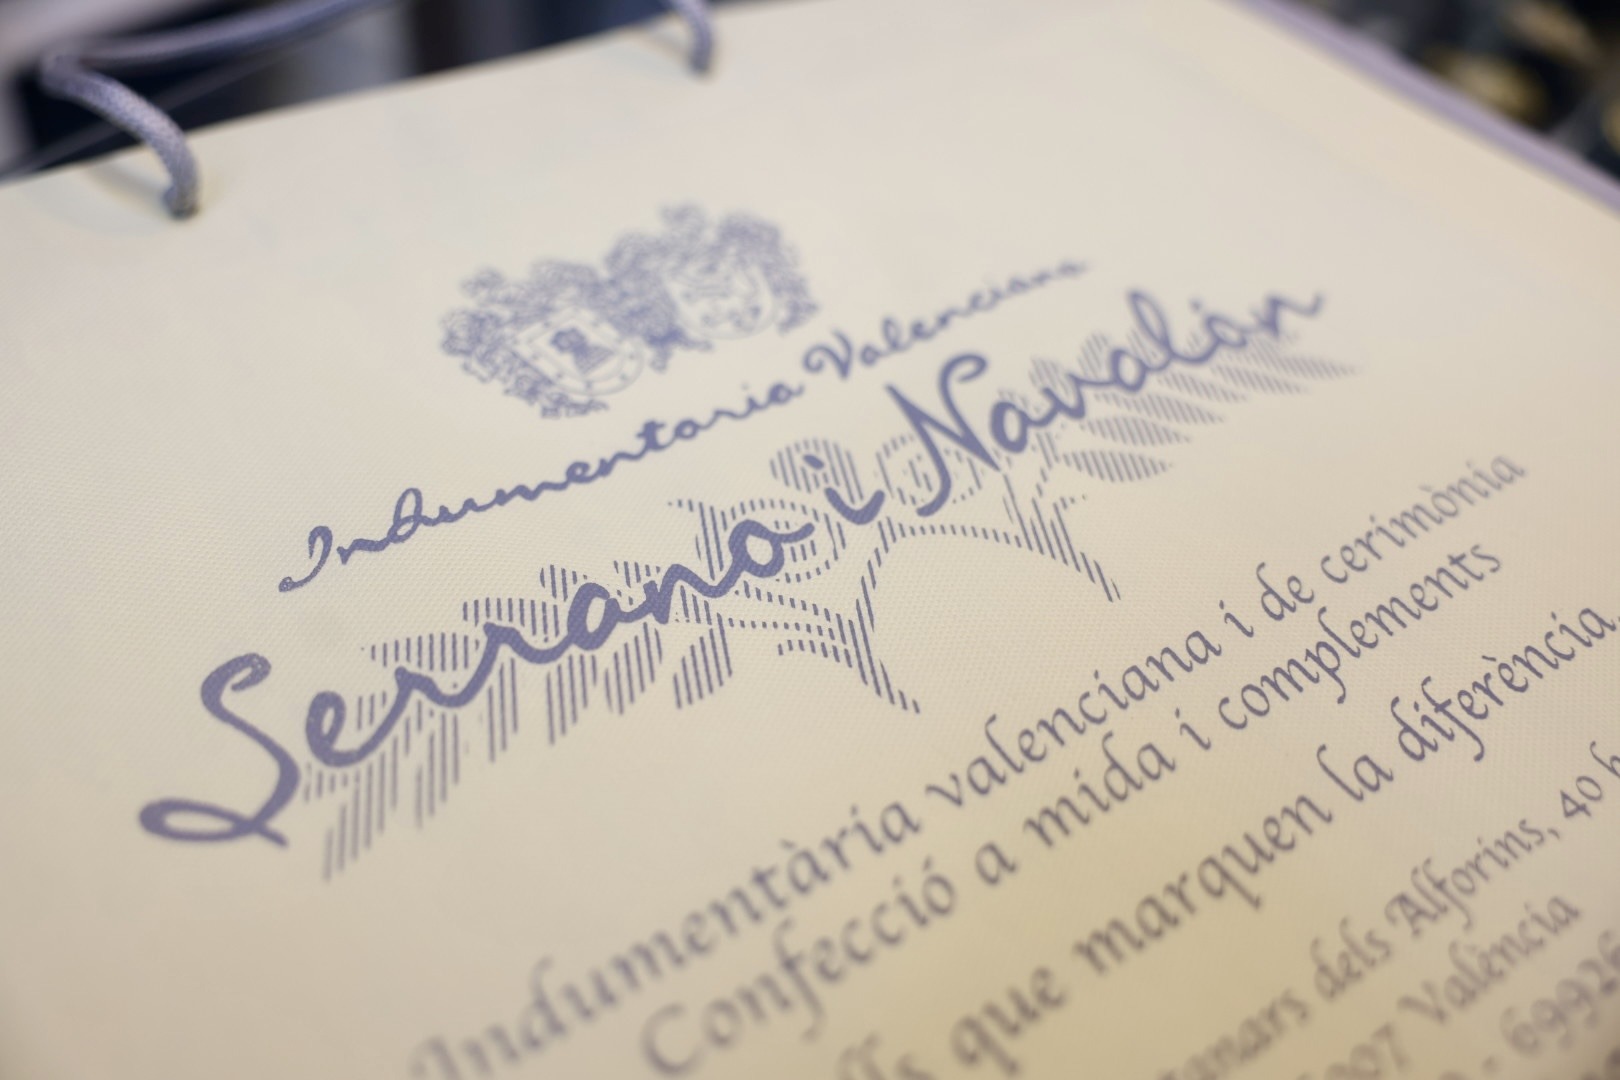 Indumentaria Valenciana
Serrano i Navalón
Indumentària valenciana i de cerimònia
Confecció a mida i complements
que marquen la diferència,
dels Alforins, 40
València